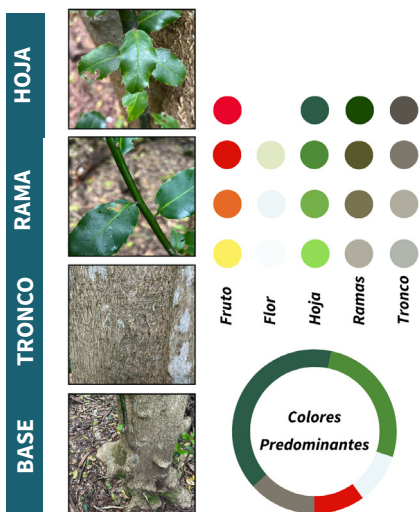 HOJA
RAMA
TRONCO
BASE
Fruto
Flor
Hoja
Ramas
Tronco
Colores
Predominantes